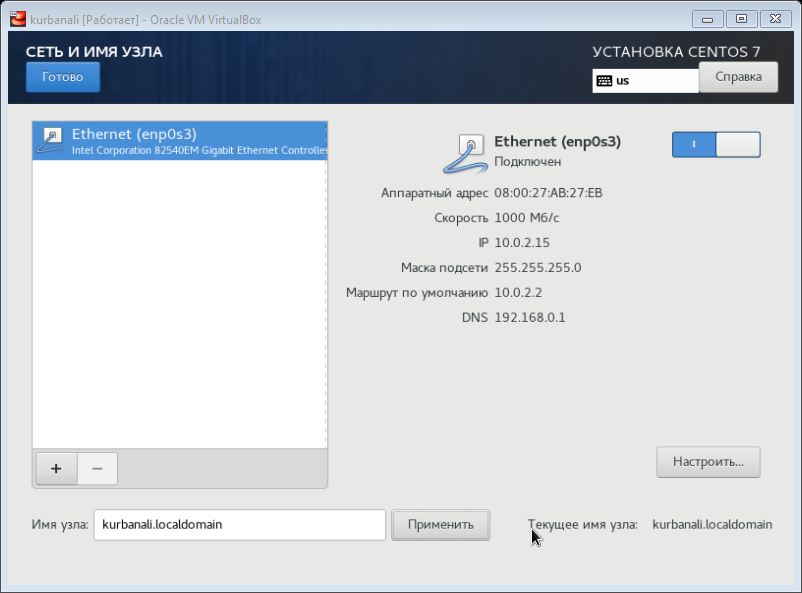 kurbanali [Работает] - Oracle VM VirtualBox
СЕТЬ И ИМЯ УЗЛА
УСТАНОВКА CENTOS 7
Готово
us
Справка
Ethernet (enp0s3)
Intel Corporation 82540EM Gigabit Ethernet Controller
Ethernet (enp0s3)
Подключен
Аппаратный адрес 08:00:27:AB:27:EB
Скорость 1000 Мб/с
IP 10.0.2.15
Маска подсети 255.255.255.0
Маршрут по умолчанию 10.0.2.2
DNS 192.168.0.1
+ −
Настроить...
Имя узла: kurbanali.localdomain Применить Текущее имя узла: kurbanali.localdomain